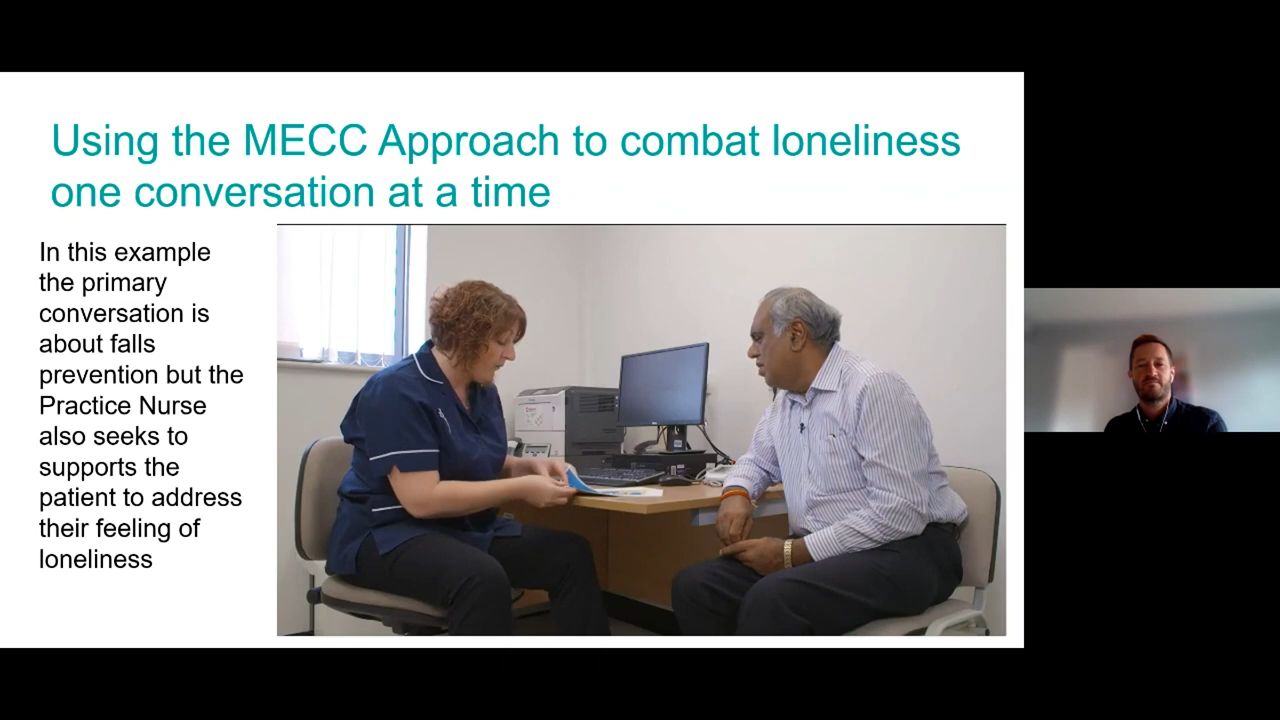 Using the MECC Approach to combat loneliness
one conversation at a time
In this example
the primary
conversation is
about falls
prevention but the
Practice Nurse
also seeks to
supports the
patient to address
their feeling of
loneliness